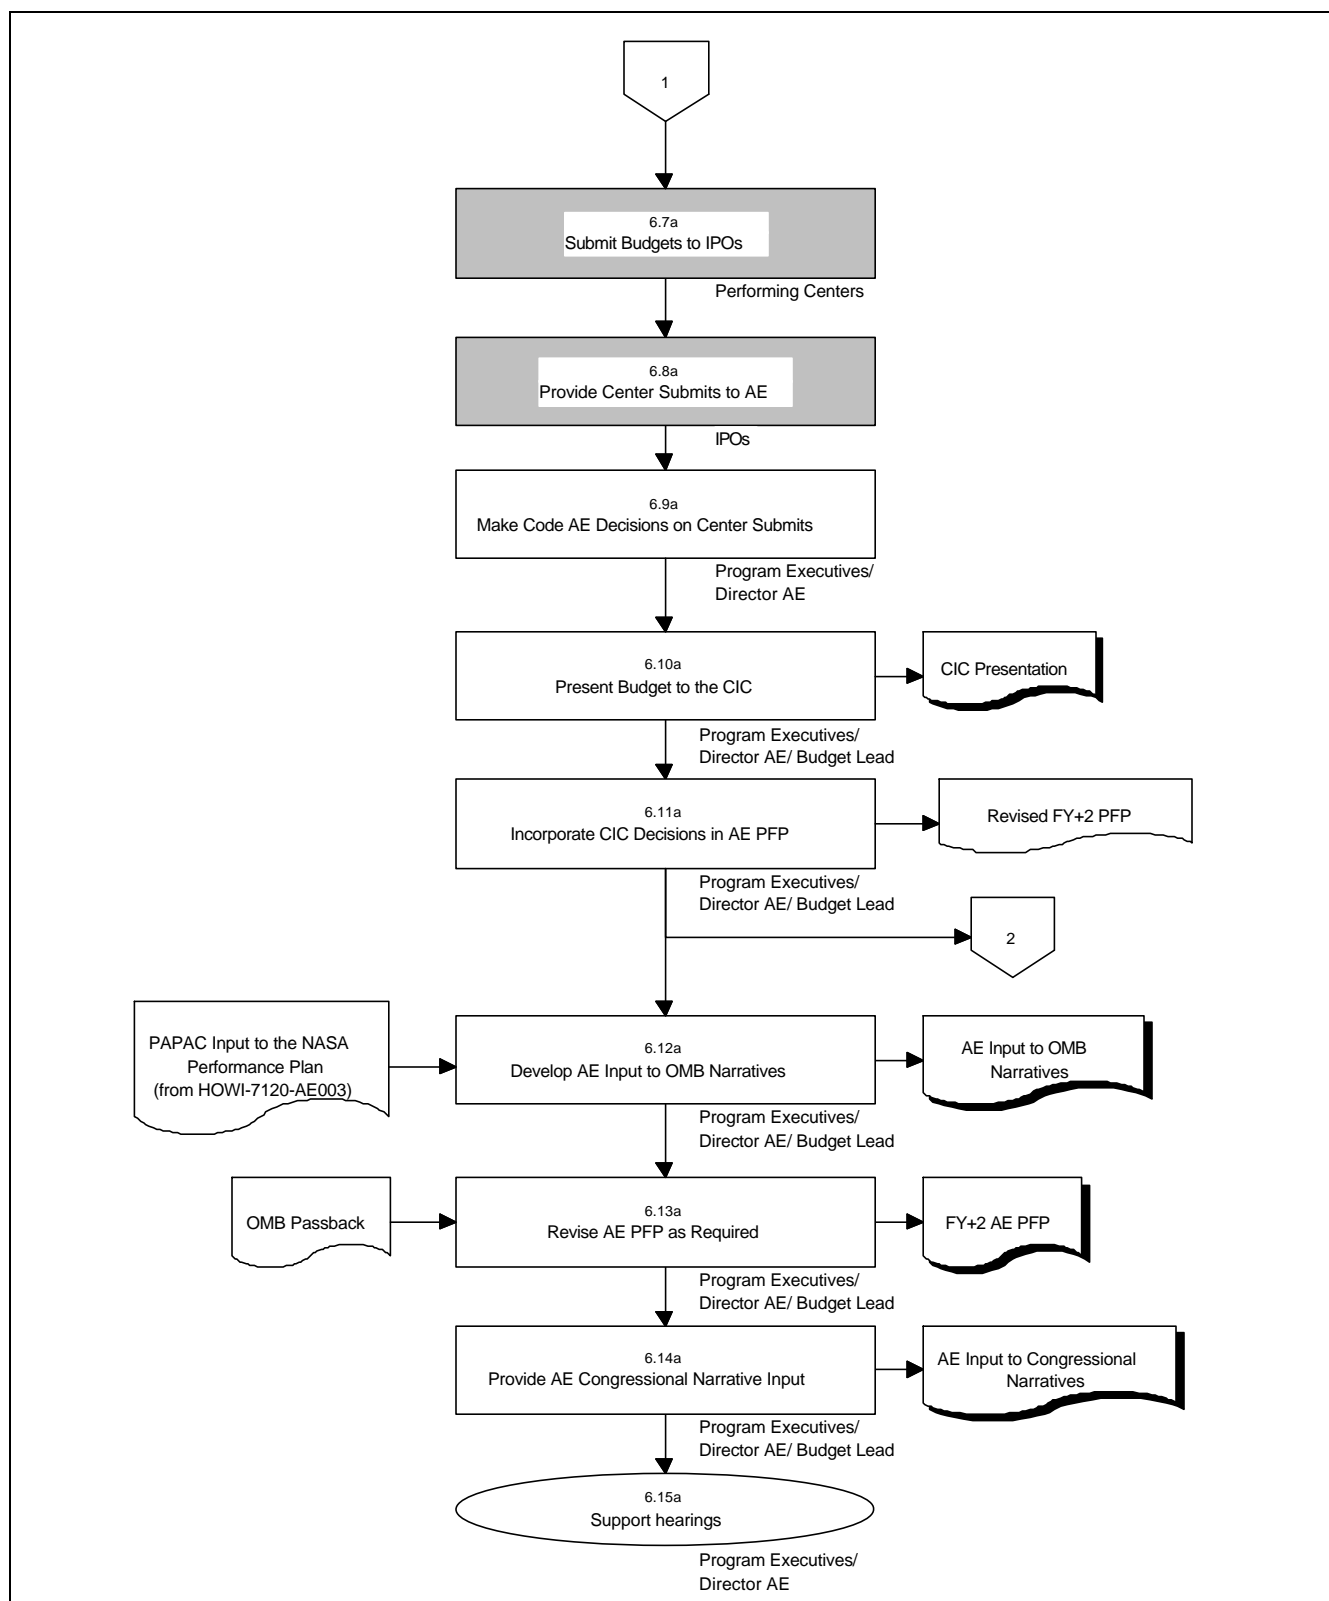 1
6.7a
Submit Budgets to IPOs
Performing Centers
6.8a
Provide Center Submits to AE
IPOs
6.9a
Make Code AE Decisions on Center Submits
Program Executives/
Director AE
6.10a
Present Budget to the CIC
CIC Presentation
Program Executives/
Director AE/ Budget Lead
6.11a
Incorporate CIC Decisions in AE PFP
Revised FY+2 PFP
Program Executives/
Director AE/ Budget Lead
2
PAPAC Input to the NASA
Performance Plan
(from HOWI-7120-AE003)
6.12a
Develop AE Input to OMB Narratives
AE Input to OMB
Narratives
Program Executives/
Director AE/ Budget Lead
OMB Passback
6.13a
Revise AE PFP as Required
FY+2 AE PFP
Program Executives/
Director AE/ Budget Lead
6.14a
Provide AE Congressional Narrative Input
AE Input to Congressional
Narratives
Program Executives/
Director AE/ Budget Lead
6.15a
Support hearings
Program Executives/
Director AE